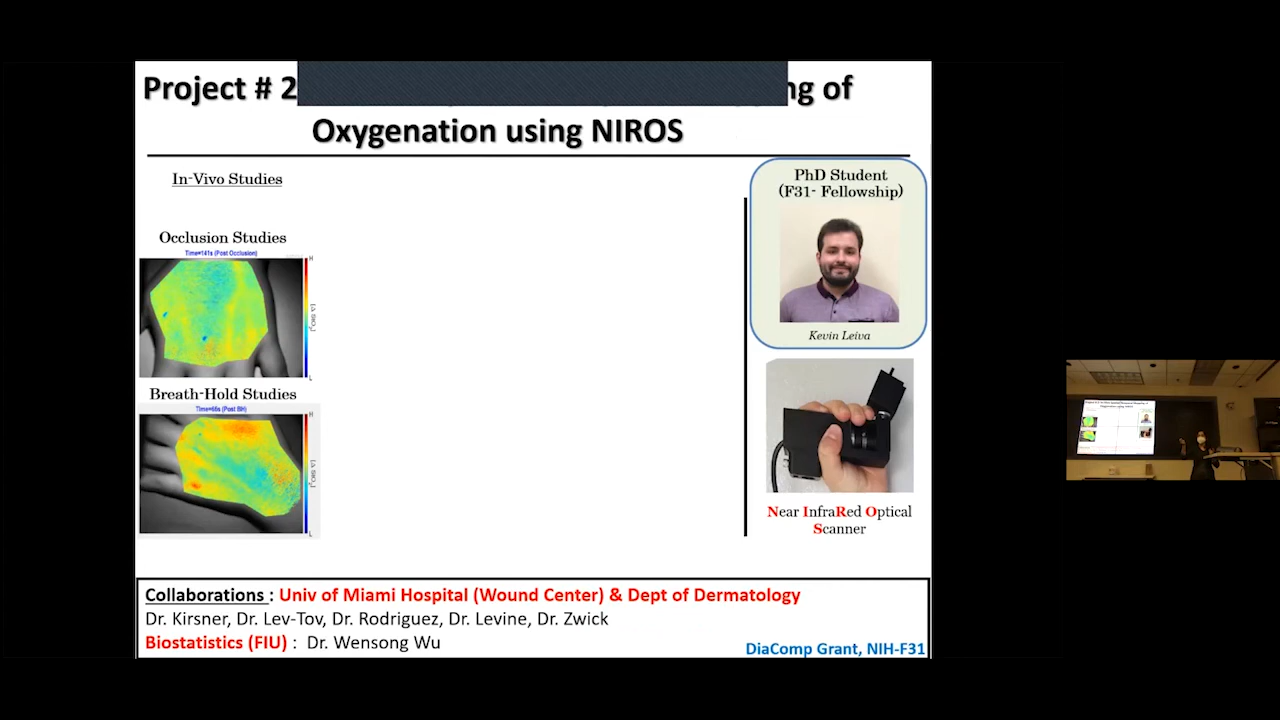 Project # 2
ng of
Oxygenation using NIROS
In-Vivo Studies
Occlusion Studies
Time=141s (Post Occlusion)
H
L
Breath-Hold Studies
Time=66s (Post BH)
H
L
PhD Student
(F31- Fellowship)
Kevin Leiva
Near InfraRed Optical
Scanner
Collaborations : Univ of Miami Hospital (Wound Center) & Dept of Dermatology
Dr. Kirsner, Dr. Lev-Tov, Dr. Rodriguez, Dr. Levine, Dr. Zwick
Biostatistics (FIU) : Dr. Wensong Wu
DiaComp Grant, NIH-F31